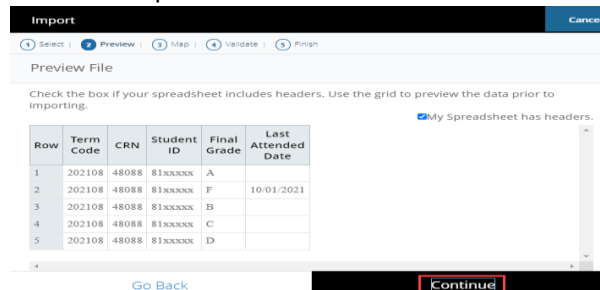 Import Cance
1 Select | 2 Preview | 3 Map | 4 Validate | 5 Finish
Preview File
Check the box if your spreadsheet includes headers. Use the grid to preview the data prior to
importing.
My Spreadsheet has headers.
Row Term Code CRN Student ID Final Grade Last Attended Date
1 202108 48088 81xxxxx A
2 202108 48088 81xxxxx F 10/01/2021
3 202108 48088 81xxxxx B
4 202108 48088 81xxxxx C
5 202108 48088 81xxxxx D
Go Back Continue